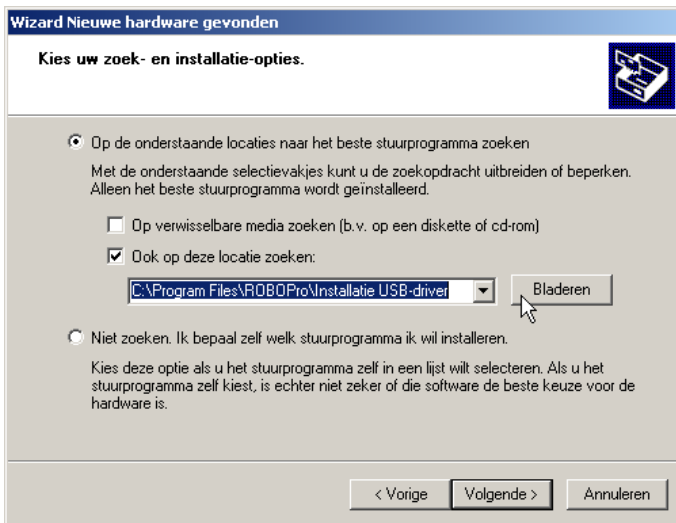 Wizard Nieuwe hardware gevonden
Kies uw zoek- en installatie-opties.
Op de onderstaande locaties naar het beste stuurprogramma zoeken
Met de onderstaande selectievakjes kunt u de zoekopdracht uitbreiden of beperken.
Alleen het beste stuurprogramma wordt geïnstalleerd.
Op verwisselbare media zoeken (b.v. op een diskette of cd-rom)
Ook op deze locatie zoeken:
C:\Program Files\ROBOPro\Installatie USB-driver
Bladeren
Niet zoeken. Ik bepaal zelf welk stuurprogramma ik wil installeren.
Kies deze optie als u het stuurprogramma zelf in een lijst wilt selecteren. Als u het
stuurprogramma zelf kiest, is echter niet zeker of die software de beste keuze voor de
hardware is.
< Vorige
Volgende >
Annuleren